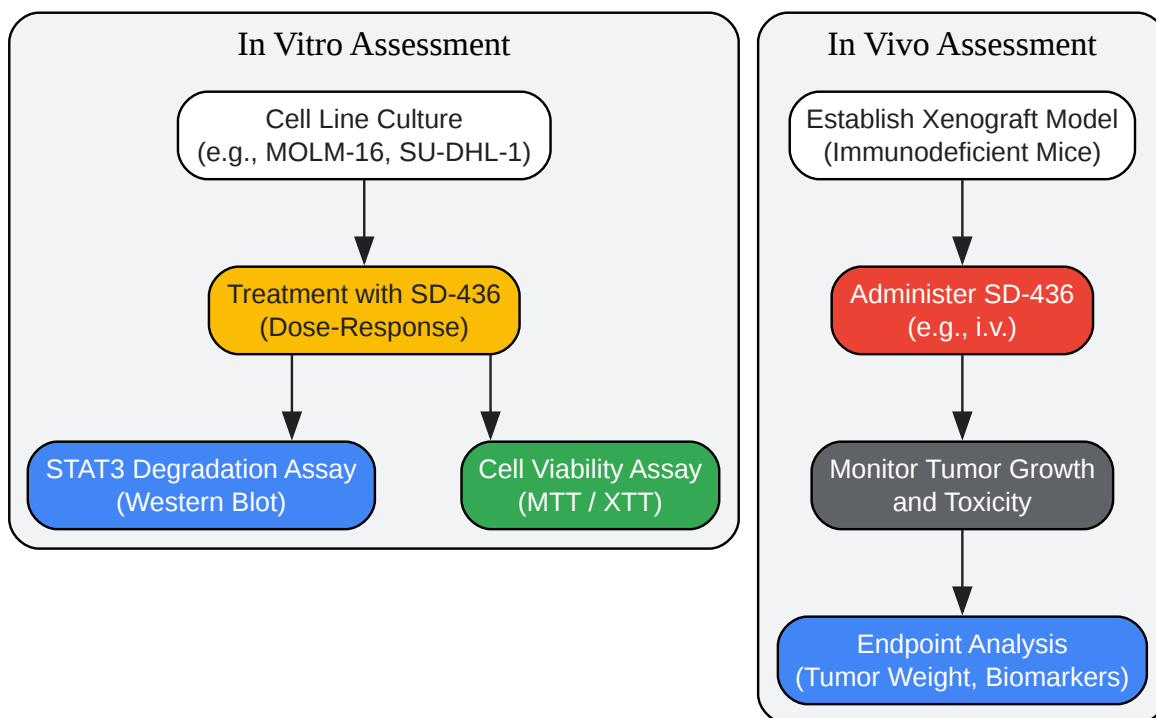 In Vitro Assessment
Cell Line Culture
(e.g., MOLM-16, SU-DHL-1)
Treatment with SD-436
(Dose-Response)
STAT3 Degradation Assay
(Western Blot)
Cell Viability Assay
(MTT / XTT)
In Vivo Assessment
Establish Xenograft Model
(Immunodeficient Mice)
Administer SD-436
(e.g., i.v.)
Monitor Tumor Growth
and Toxicity
Endpoint Analysis
(Tumor Weight, Biomarkers)